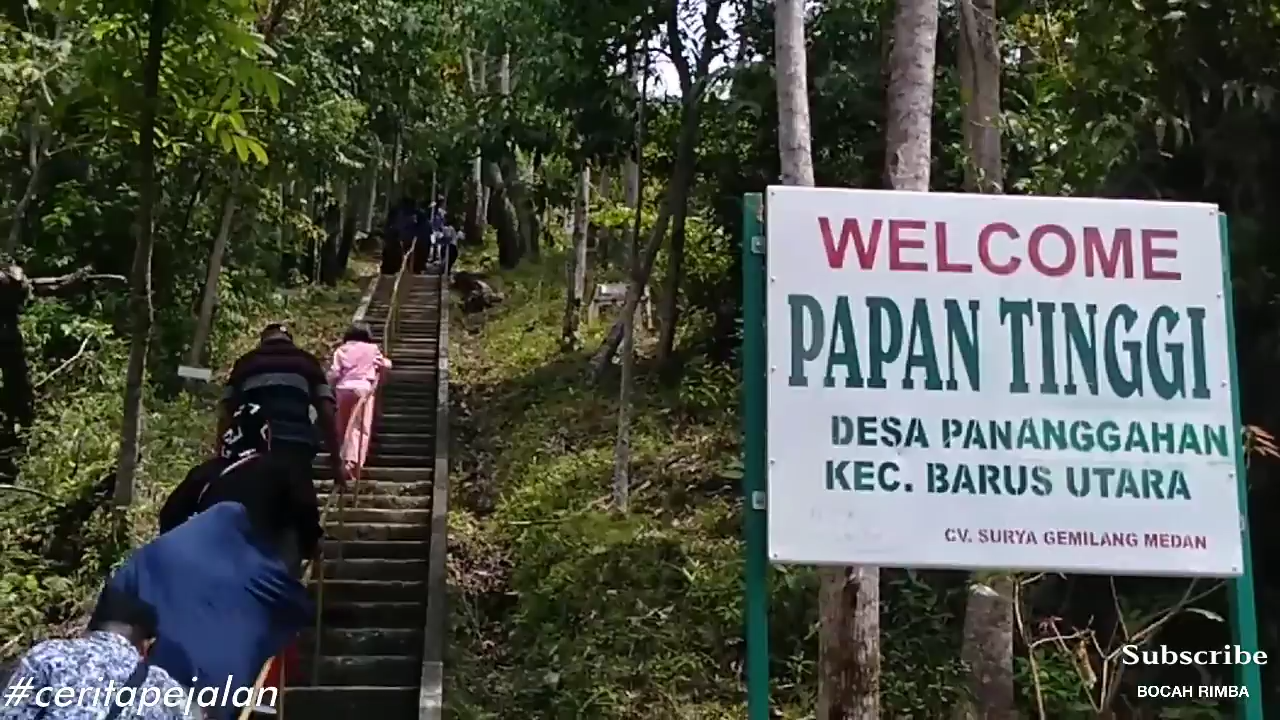 WELCOME
PAPAN TINGGI
DESA PANANGGAHAN
KEC. BARUS UTARA
CV. SURYA GEMILANG MEDAN
#ceritapejalan
Subscribe
BOCAH RIMBA